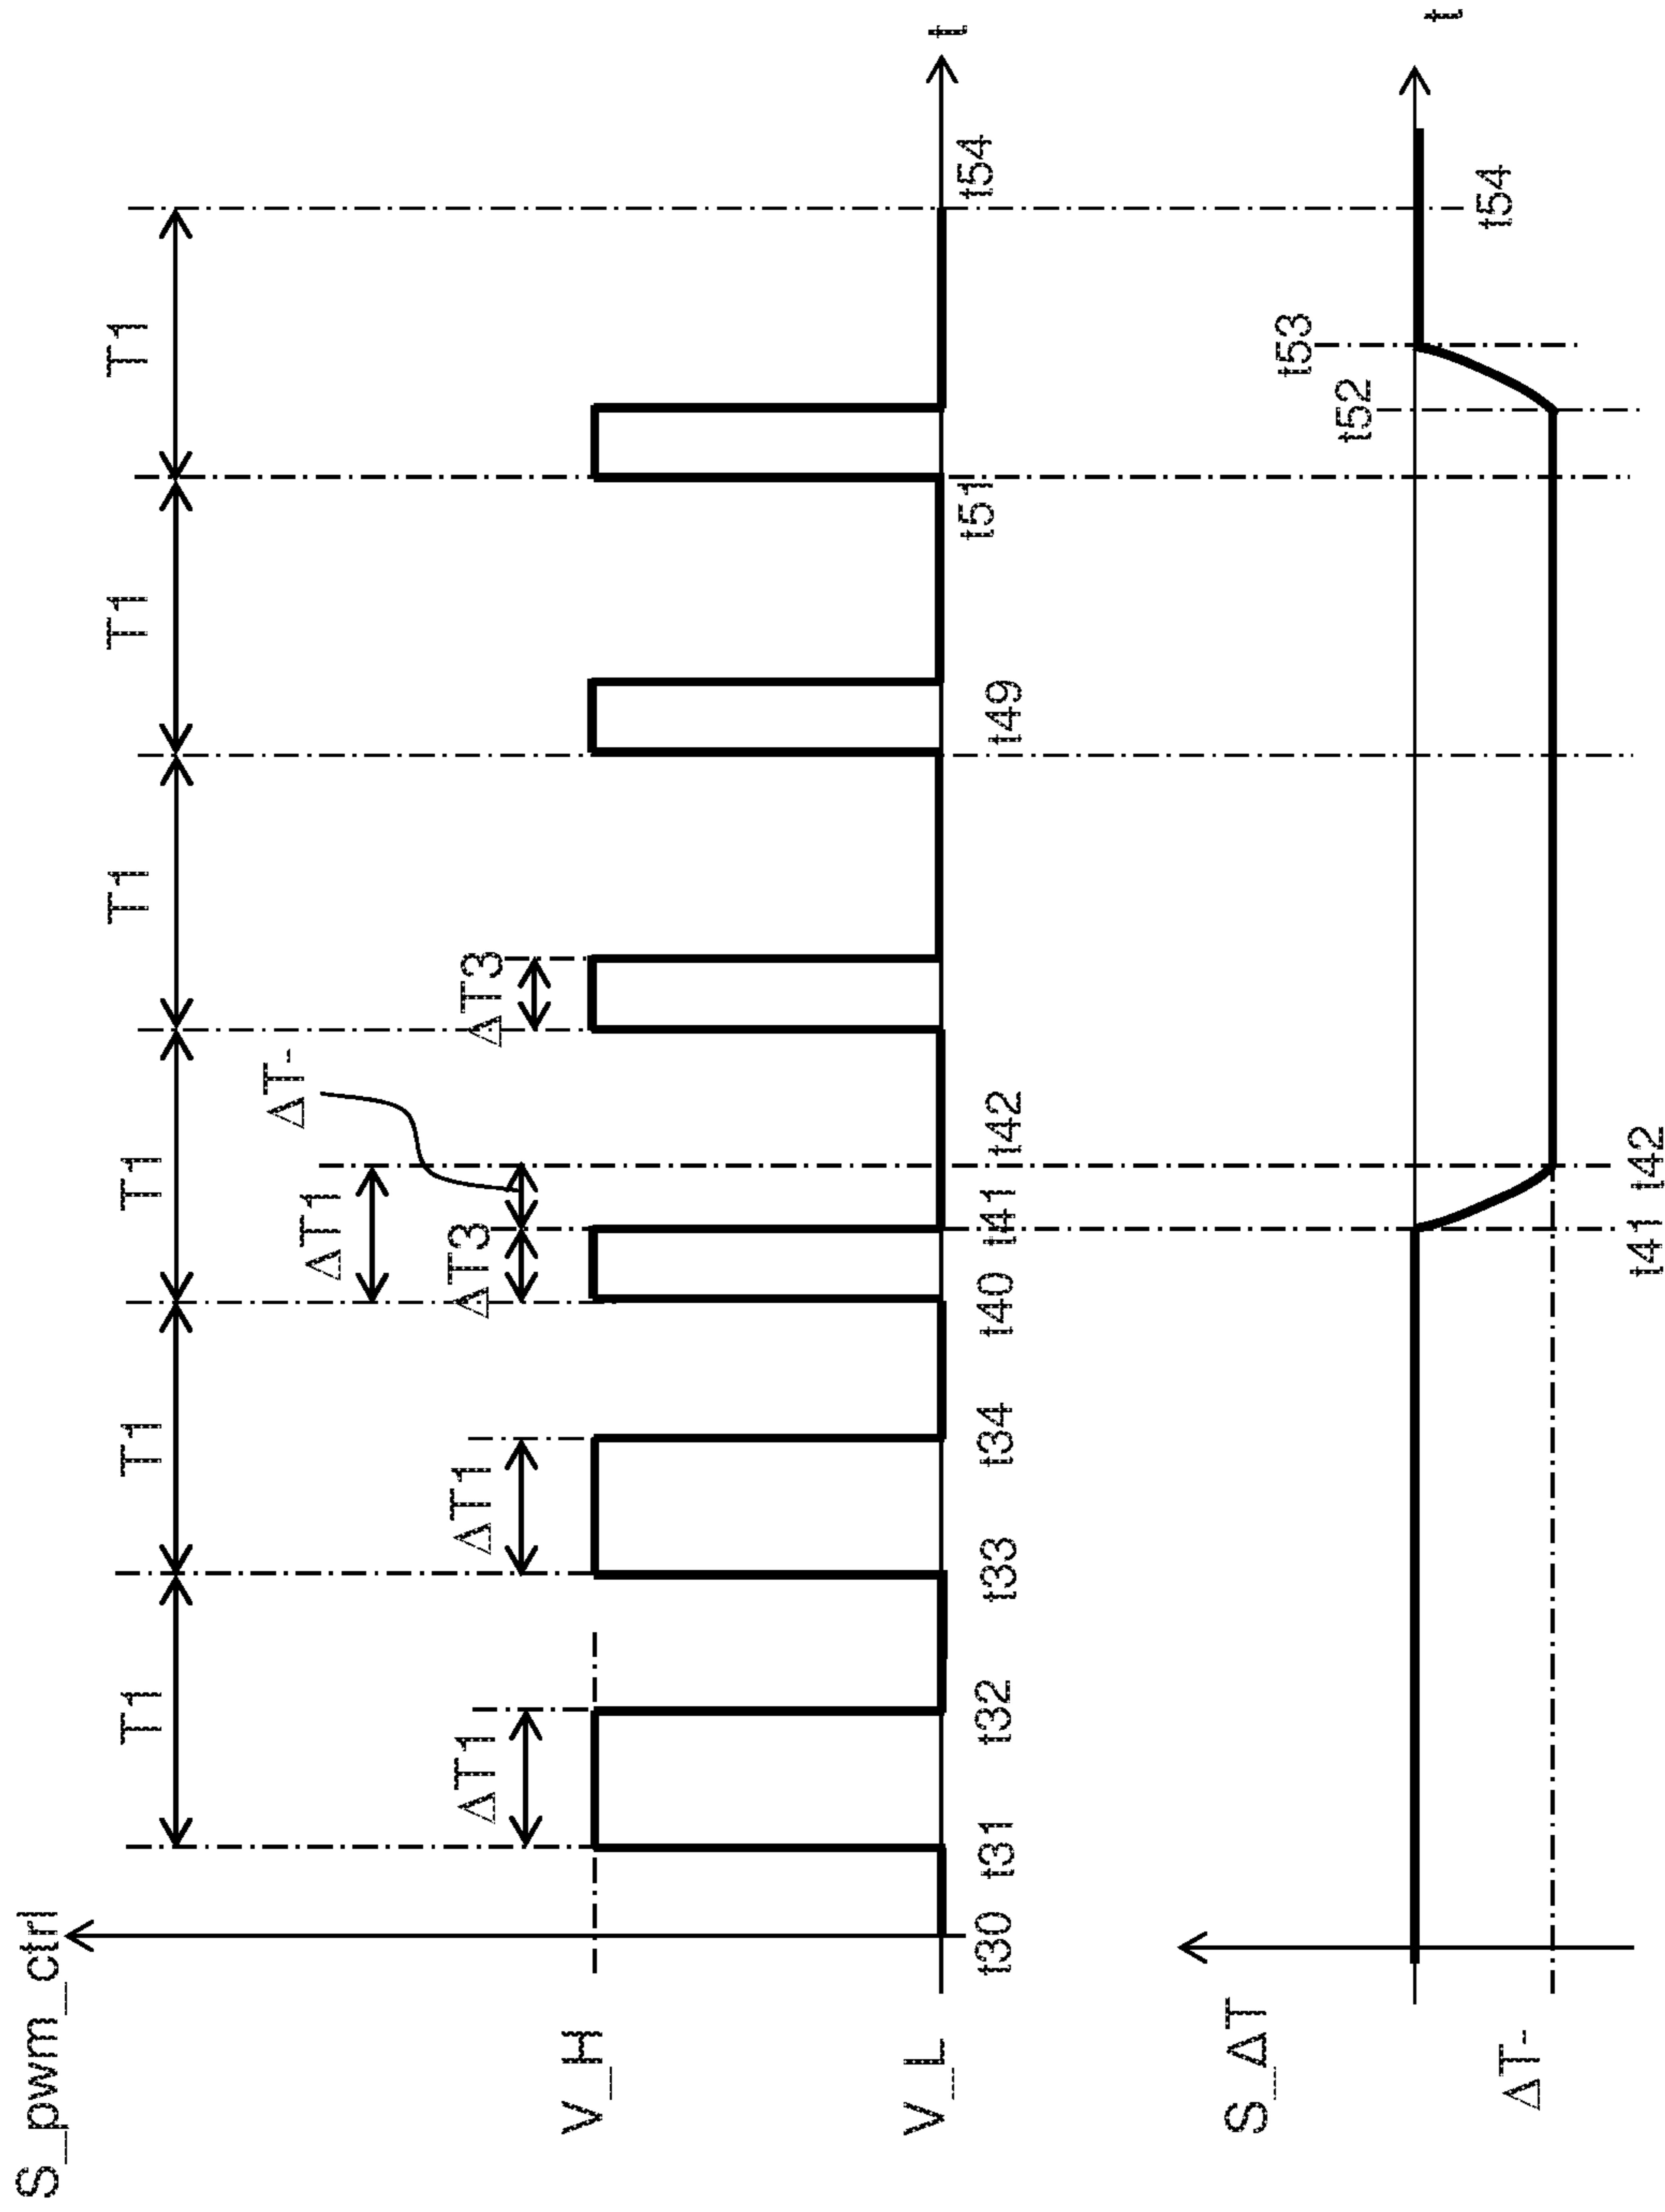 S_pwm_ctrl
T1 T1 T1 T1 T1 T1
ΔT-
ΔT1
ΔT1 ΔT1 ΔT3 ΔT3
V_H
V_L
t
t30 t31 t32 t33 t34 t40 t41 t42 t49 t51 t54
S_ΔT
t53
t52
t
t54
ΔT-
t41 t42